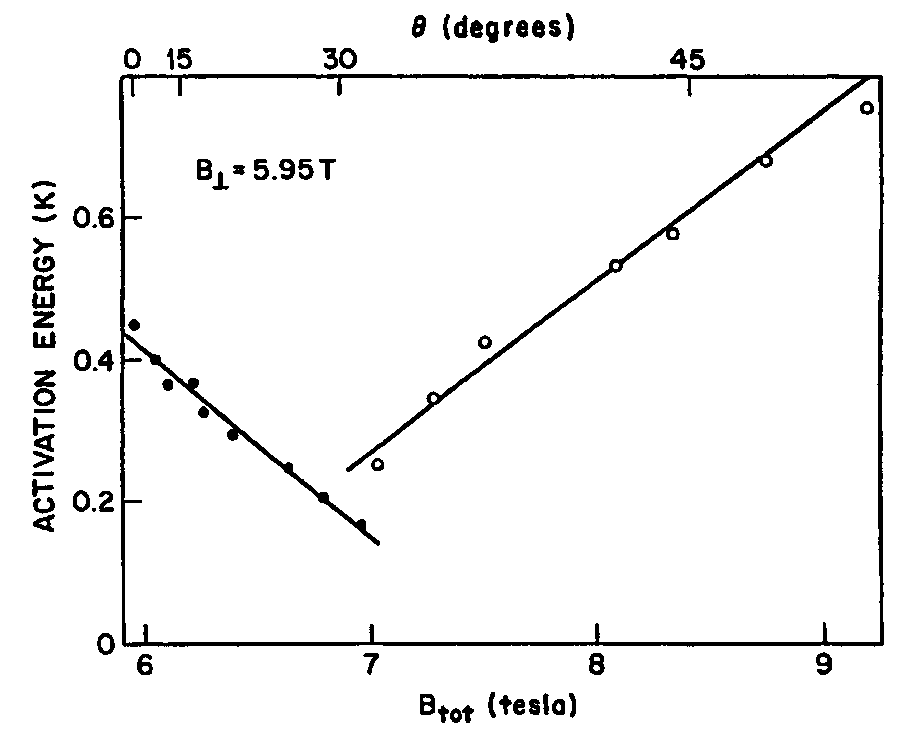 θ (degrees)
0 15 30 45
B⊥ = 5.95 T
ACTIVATION ENERGY (K)
0.6
0.4
0.2
0
6 7 8 9
Btot (tesla)